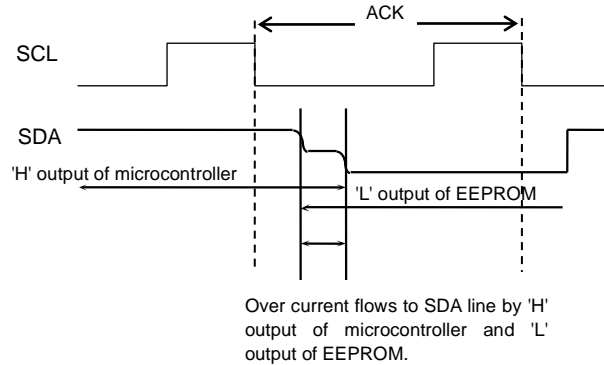 ACK
SCL
SDA
'H' output of microcontroller
'L' output of EEPROM
Over current flows to SDA line by 'H'
output of microcontroller and 'L'
output of EEPROM.